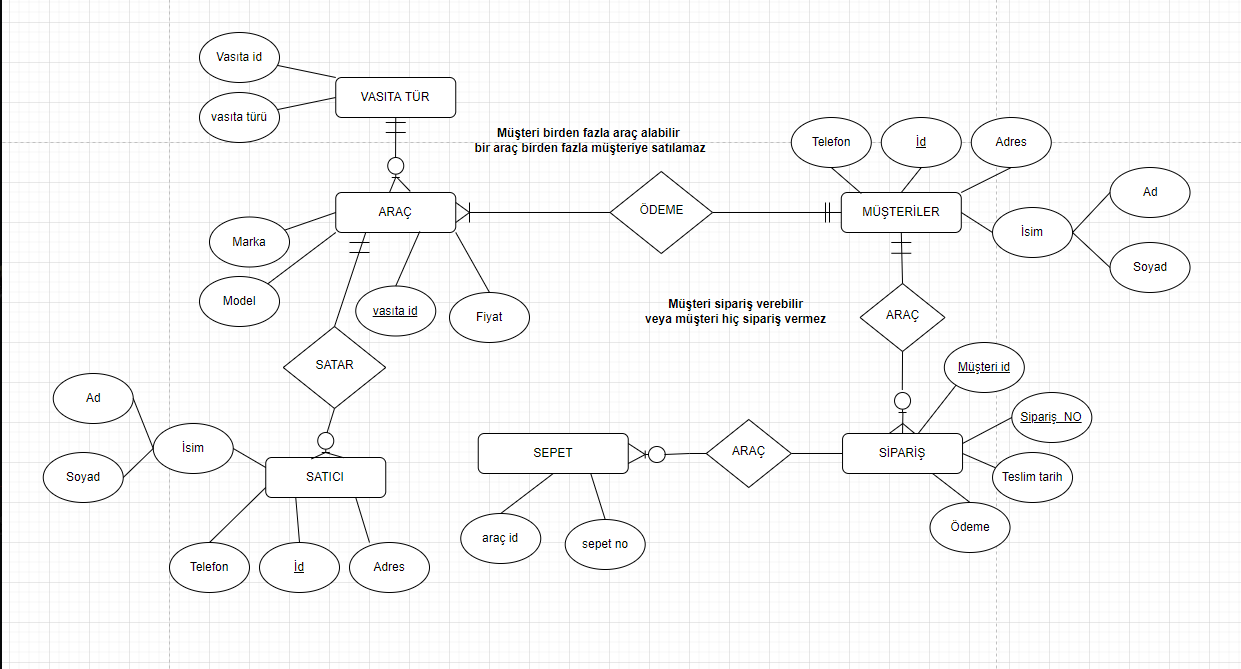 Vasıta id
vasıta türü
VASITA TÜR
Müşteri birden fazla araç alabilir
bir araç birden fazla müşteriye satılamaz
Telefon
İd
Adres
Ad
ARAÇ
ÖDEME
MÜŞTERİLER
İsim
Soyad
Marka
Model
vasıta id
Fiyat
Müşteri sipariş verebilir
veya müşteri hiç sipariş vermez
ARAÇ
SATAR
Müşteri id
Ad
İsim
Soyad
Sipariş_NO
SEPET
ARAÇ
SİPARİŞ
SATICI
Teslim tarih
araç id
sepet no
Ödeme
Telefon
İd
Adres